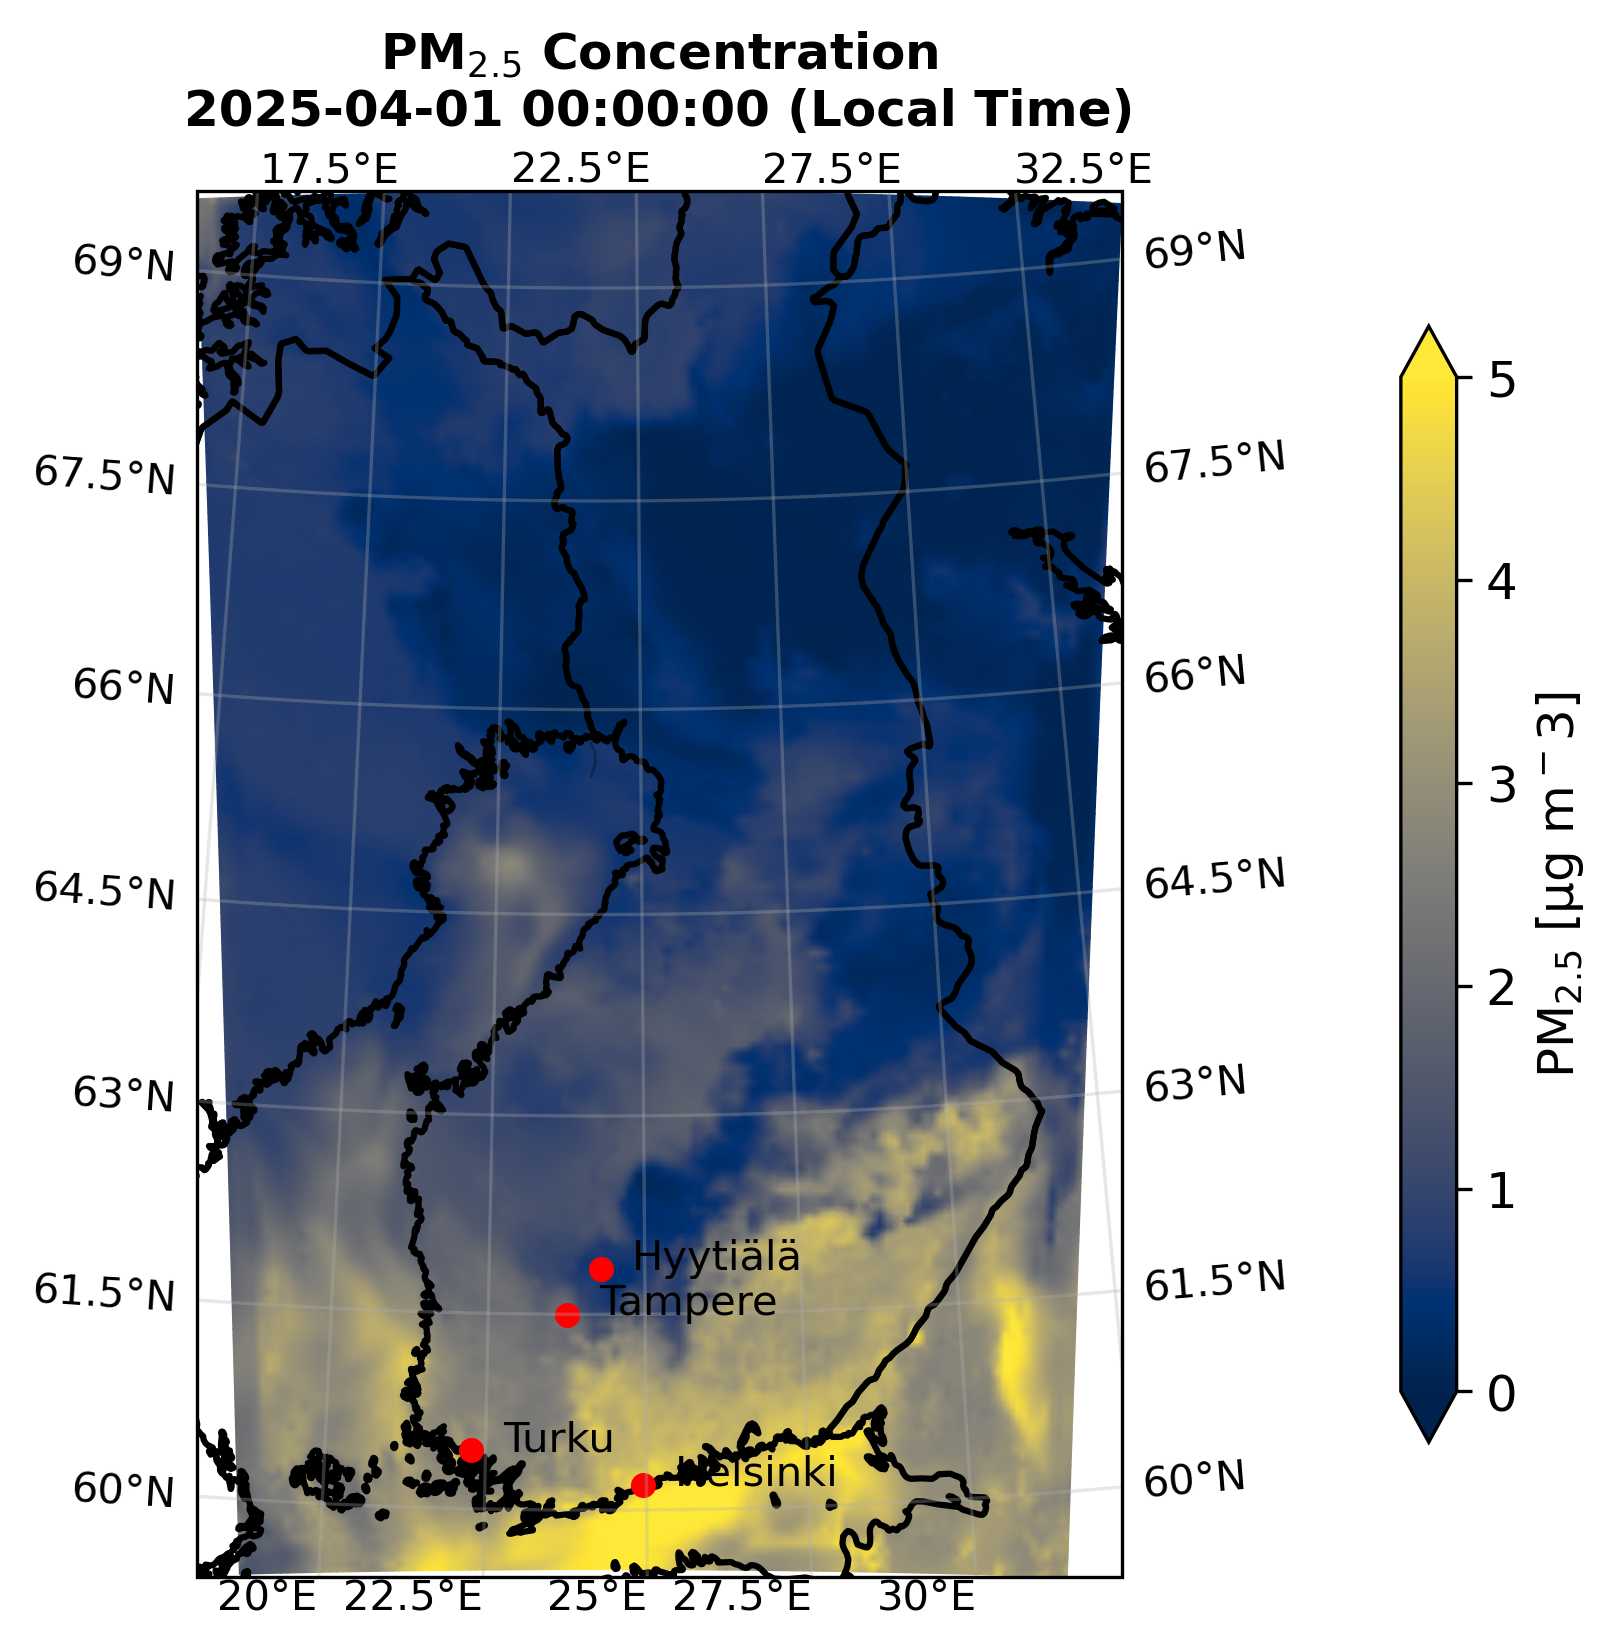 PM2.5 Concentration
2025-04-01 00:00:00 (Local Time)
17.5°E 22.5°E 27.5°E 32.5°E
69°N 69°N
67.5°N 67.5°N
66°N 66°N
64.5°N 64.5°N
63°N 63°N
61.5°N 61.5°N
60°N 60°N
Hyytiälä
Tampere
Turku
Helsinki
20°E 22.5°E 25°E 27.5°E 30°E
5
4
3
2
1
0
PM2.5 [µg m⁻3]